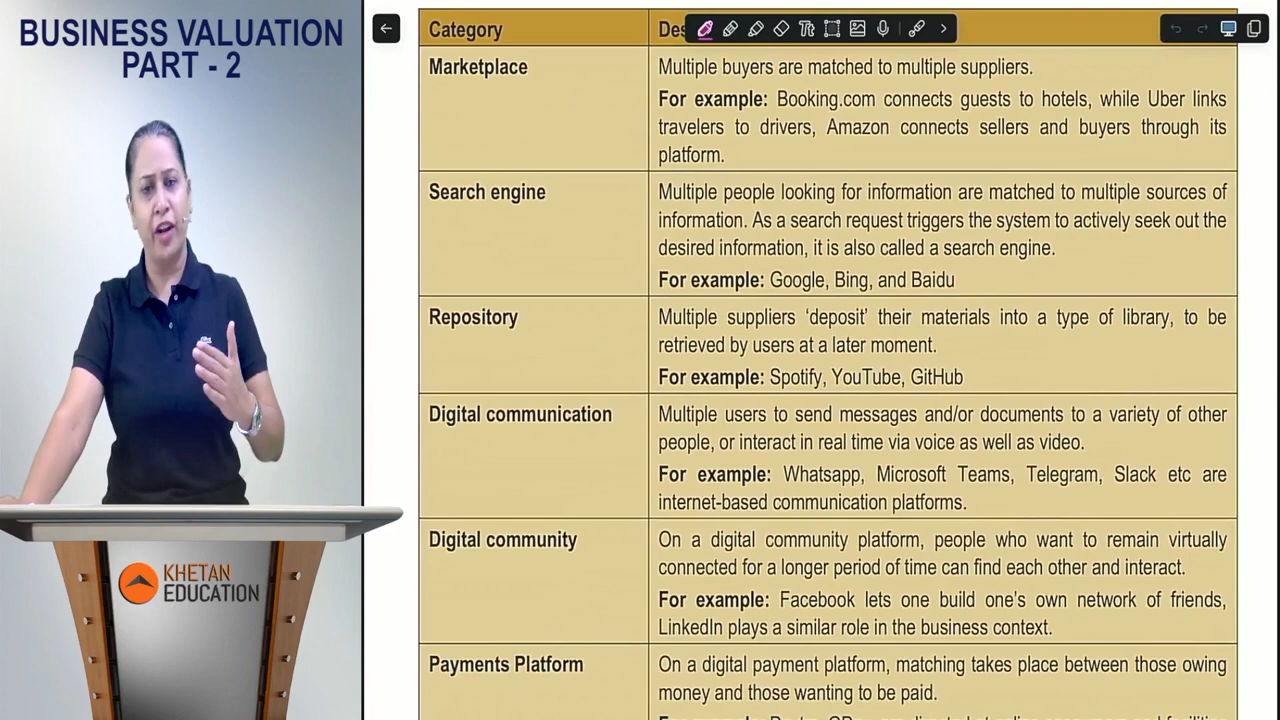 BUSINESS VALUATION
PART - 2
KHETAN
EDUCATION
Category
Des
Marketplace
Multiple buyers are matched to multiple suppliers.
For example: Booking.com connects guests to hotels, while Uber links
travelers to drivers, Amazon connects sellers and buyers through its
platform.
Search engine
Multiple people looking for information are matched to multiple sources of
information. As a search request triggers the system to actively seek out the
desired information, it is also called a search engine.
For example: Google, Bing, and Baidu
Repository
Multiple suppliers ‘deposit’ their materials into a type of library, to be
retrieved by users at a later moment.
For example: Spotify, YouTube, GitHub
Digital communication
Multiple users to send messages and/or documents to a variety of other
people, or interact in real time via voice as well as video.
For example: Whatsapp, Microsoft Teams, Telegram, Slack etc are
internet-based communication platforms.
Digital community
On a digital community platform, people who want to remain virtually
connected for a longer period of time can find each other and interact.
For example: Facebook lets one build one’s own network of friends,
LinkedIn plays a similar role in the business context.
Payments Platform
On a digital payment platform, matching takes place between those owing
money and those wanting to be paid.